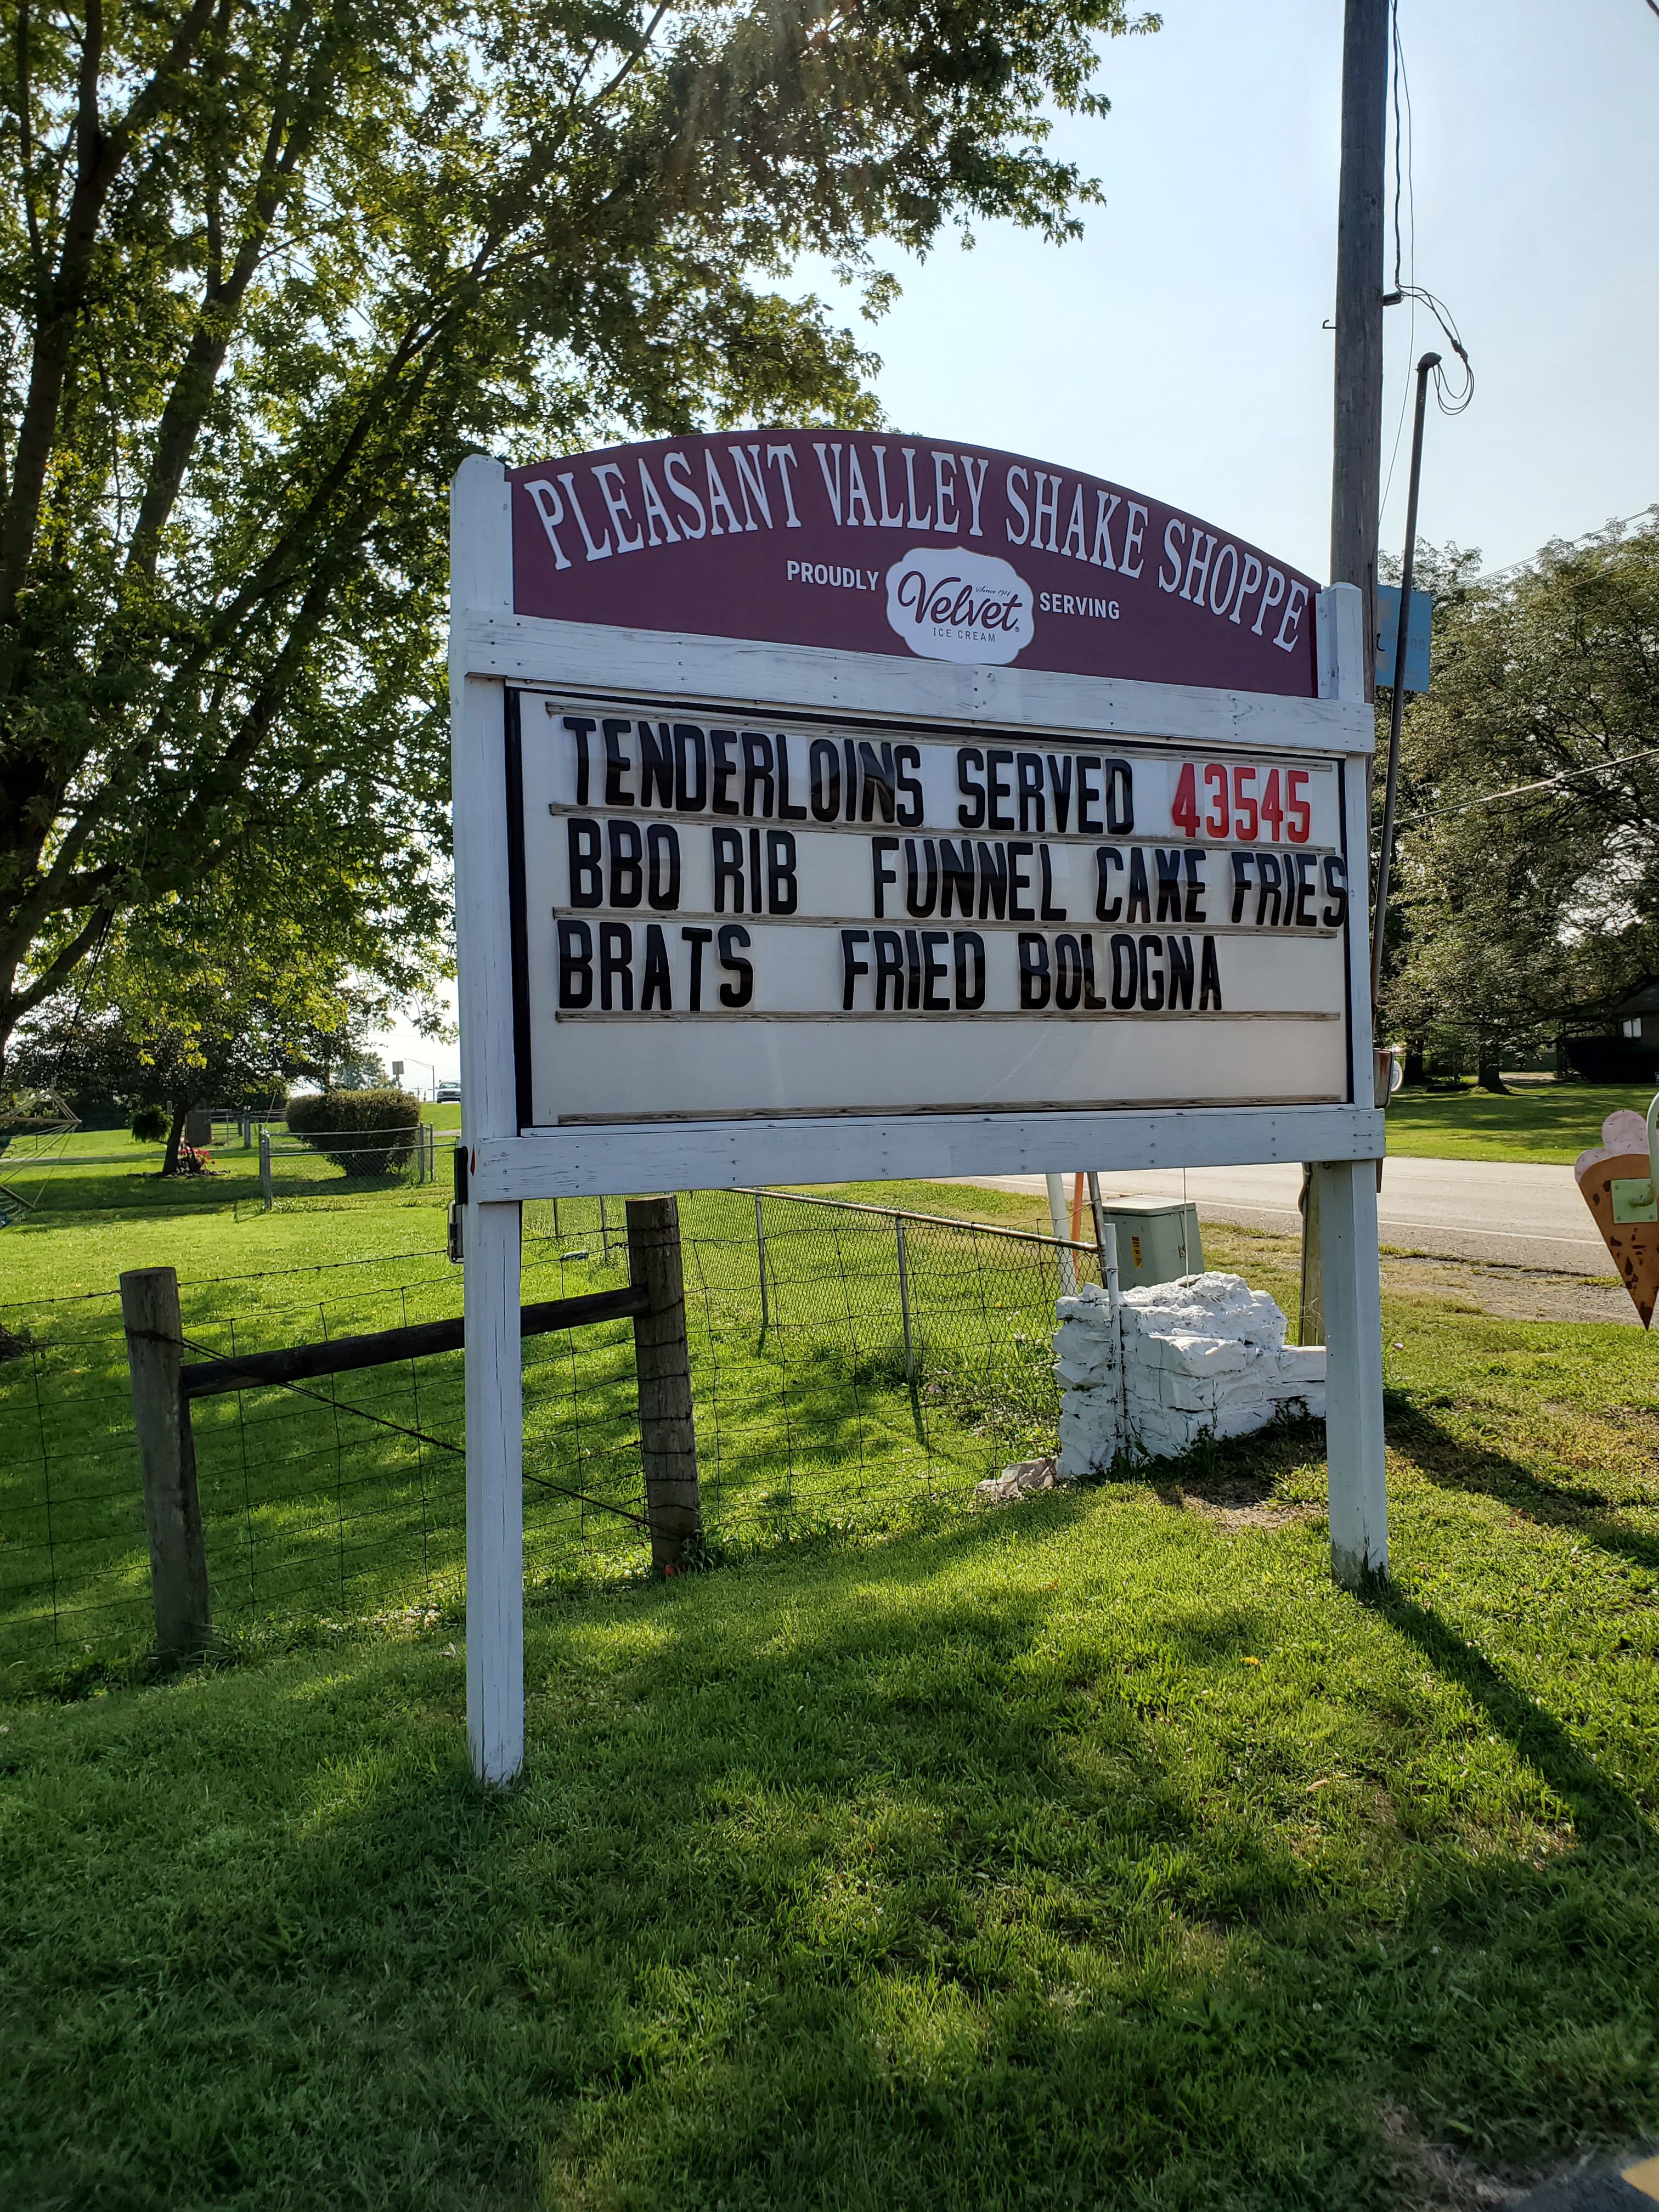 PLEASANT VALLEY SHAKE SHOPPE
PROUDLY Velvet SERVING
Since 1914
ICE CREAM
TENDERLOINS SERVED 43545
BBQ RIB FUNNEL CAKE FRIES
BRATS FRIED BOLOGNA